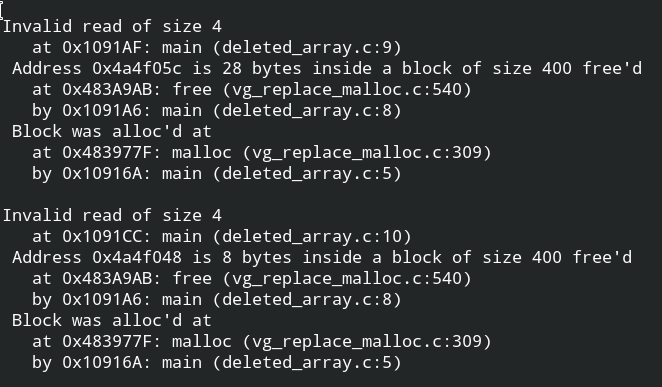 Invalid read of size 4
at 0x1091AF: main (deleted_array.c:9)
Address 0x4a4f05c is 28 bytes inside a block of size 400 free'd
at 0x483A9AB: free (vg_replace_malloc.c:540)
by 0x1091A6: main (deleted_array.c:8)
Block was alloc'd at
at 0x483977F: malloc (vg_replace_malloc.c:309)
by 0x10916A: main (deleted_array.c:5)
Invalid read of size 4
at 0x1091CC: main (deleted_array.c:10)
Address 0x4a4f048 is 8 bytes inside a block of size 400 free'd
at 0x483A9AB: free (vg_replace_malloc.c:540)
by 0x1091A6: main (deleted_array.c:8)
Block was alloc'd at
at 0x483977F: malloc (vg_replace_malloc.c:309)
by 0x10916A: main (deleted_array.c:5)